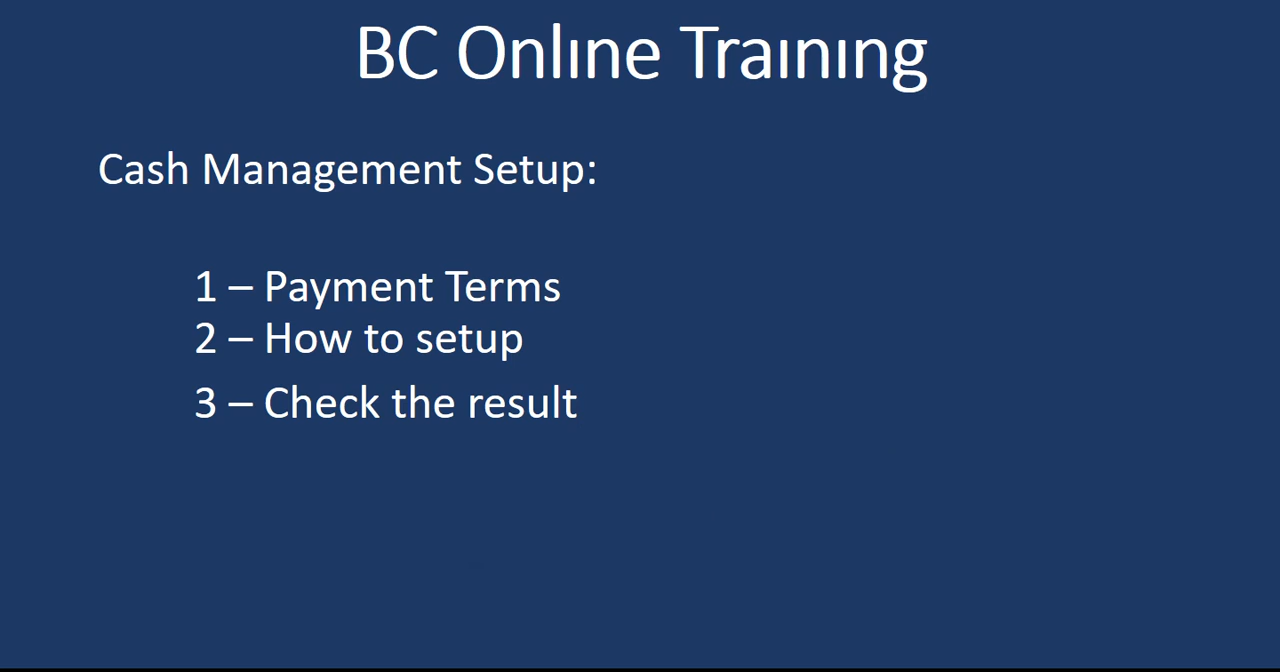 BC Online Training
Cash Management Setup:
1 – Payment Terms
2 – How to setup
3 – Check the result